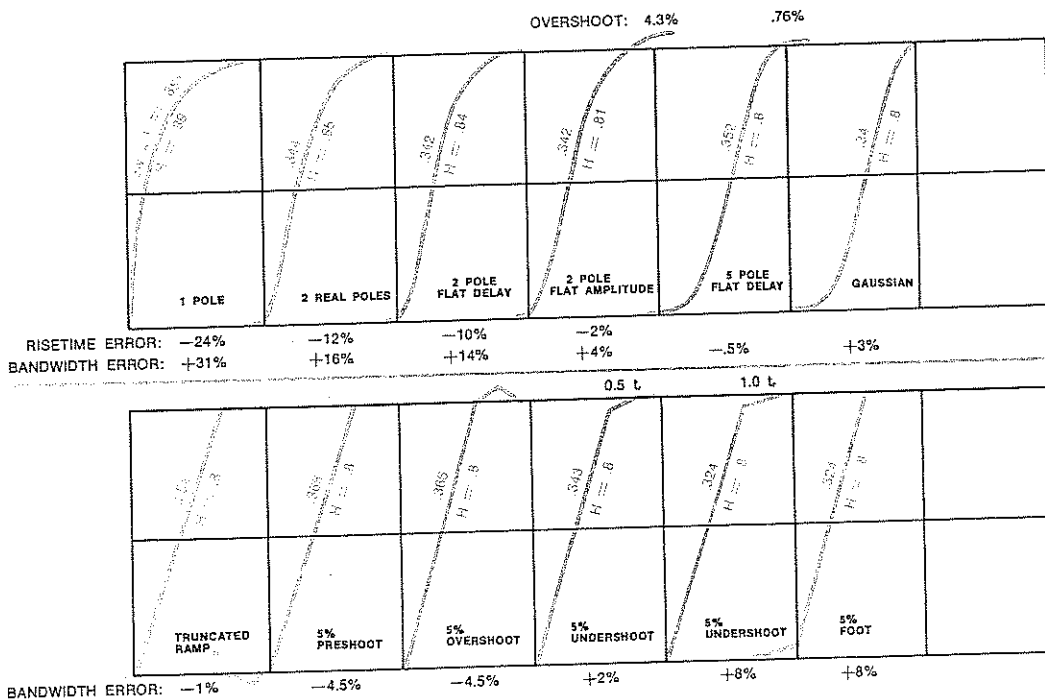 OVERSHOOT: 4.3% .76%
.344 .342 .342 .352 .34
H = .85 H = .84 H = .81 H = .8 H = .8
1 POLE
2 REAL POLES
2 POLE
FLAT DELAY
2 POLE
FLAT AMPLITUDE
5 POLE
FLAT DELAY
GAUSSIAN
RISETIME ERROR: —24% —12% —10% —2%
BANDWIDTH ERROR: +31% +16% +14% +4% —.5% +3%
0.5 t, 1.0 t,
.365 .365 .343 .324 .324
H = .8 H = .8 H = .8 H = .8 H = .8 H = .8
TRUNCATED
RAMP
5%
PRESHOOT
5%
OVERSHOOT
5%
UNDERSHOOT
5%
UNDERSHOOT
5%
FOOT
BANDWIDTH ERROR: —1% —4.5% —4.5% +2% +8% +8%